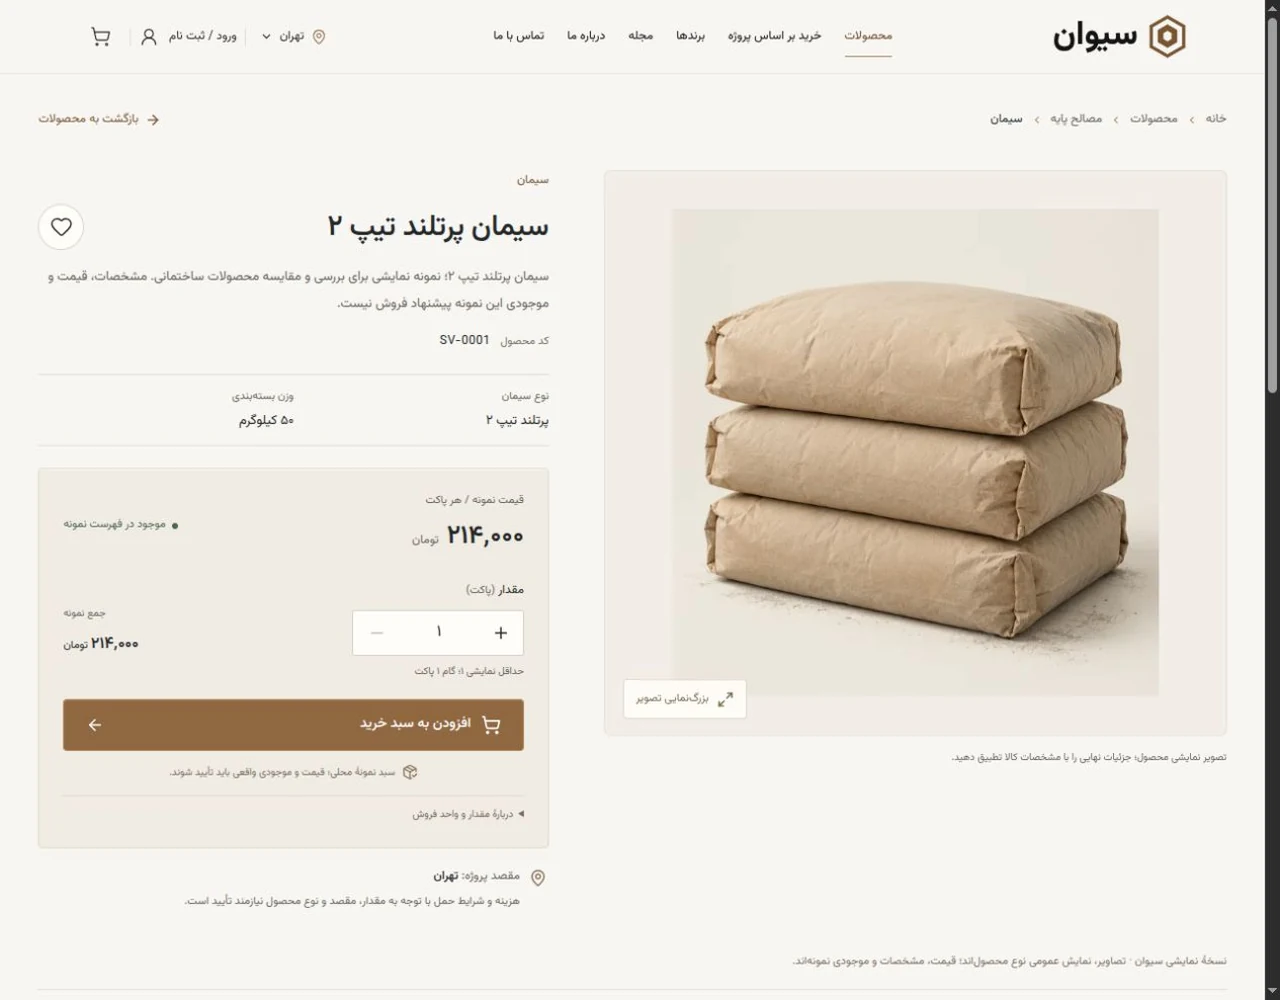 سیوان
محصولات
خرید بر اساس پروژه
برندها
مجله
درباره ما
تماس با ما
تهران
ورود / ثبت نام
خانه › محصولات › مصالح پایه › سیمان
بازگشت به محصولات
سیمان
سیمان پرتلند تیپ ۲
سیمان پرتلند تیپ ۲؛ نمونه نمایشی برای بررسی و مقایسه محصولات ساختمانی. مشخصات، قیمت و
موجودی این نمونه پیشنهاد فروش نیست.
کد محصول SV-0001
نوع سیمان
پرتلند تیپ ۲
وزن بسته‌بندی
۵۰ کیلوگرم
قیمت نمونه / هر پاکت
۲۱۴,۰۰۰ تومان
موجود در فهرست نمونه
مقدار (پاکت)
+ ۱ −
جمع نمونه
۲۱۴,۰۰۰ تومان
حداقل نمایشی ۱؛ گام ۱ پاکت
افزودن به سبد خرید
سبد نمونهٔ محلی؛ قیمت و موجودی واقعی باید تأیید شوند.
دربارهٔ مقدار و واحد فروش
مقصد پروژه: تهران
هزینه و شرایط حمل با توجه به مقدار، مقصد و نوع محصول نیازمند تأیید است.
بزرگ‌نمایی تصویر
تصویر نمایشی محصول؛ جزئیات نهایی را با مشخصات کالا تطبیق دهید.
نسخهٔ نمایشی سیوان · تصاویر، نمایش عمومی نوع محصول‌اند؛ قیمت، مشخصات و موجودی نمونه‌اند.